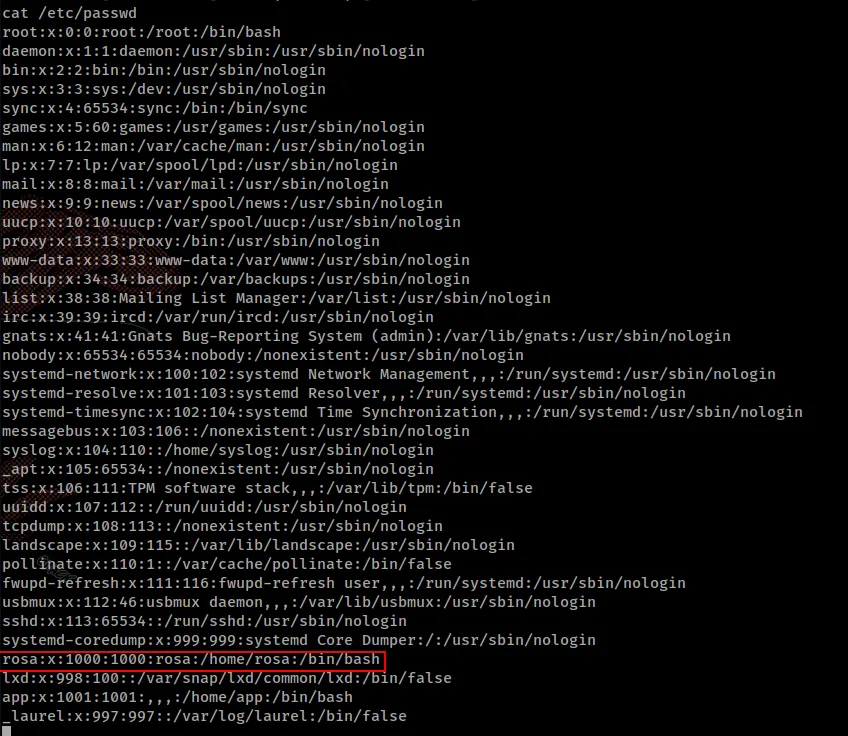 cat /etc/passwd
root:x:0:0:root:/root:/bin/bash
daemon:x:1:1:daemon:/usr/sbin:/usr/sbin/nologin
bin:x:2:2:bin:/bin:/usr/sbin/nologin
sys:x:3:3:sys:/dev:/usr/sbin/nologin
sync:x:4:65534:sync:/bin:/bin/sync
games:x:5:60:games:/usr/games:/usr/sbin/nologin
man:x:6:12:man:/var/cache/man:/usr/sbin/nologin
lp:x:7:7:lp:/var/spool/lpd:/usr/sbin/nologin
mail:x:8:8:mail:/var/mail:/usr/sbin/nologin
news:x:9:9:news:/var/spool/news:/usr/sbin/nologin
uucp:x:10:10:uucp:/var/spool/uucp:/usr/sbin/nologin
proxy:x:13:13:proxy:/bin:/usr/sbin/nologin
www-data:x:33:33:www-data:/var/www:/usr/sbin/nologin
backup:x:34:34:backup:/var/backups:/usr/sbin/nologin
list:x:38:38:Mailing List Manager:/var/list:/usr/sbin/nologin
irc:x:39:39:ircd:/var/run/ircd:/usr/sbin/nologin
gnats:x:41:41:Gnats Bug-Reporting System (admin):/var/lib/gnats:/usr/sbin/nologin
nobody:x:65534:65534:nobody:/nonexistent:/usr/sbin/nologin
systemd-network:x:100:102:systemd Network Management,,,:/run/systemd:/usr/sbin/nologin
systemd-resolve:x:101:103:systemd Resolver,,,:/run/systemd:/usr/sbin/nologin
systemd-timesync:x:102:104:systemd Time Synchronization,,,:/run/systemd:/usr/sbin/nologin
messagebus:x:103:106::/nonexistent:/usr/sbin/nologin
syslog:x:104:110::/home/syslog:/usr/sbin/nologin
_apt:x:105:65534::/nonexistent:/usr/sbin/nologin
tss:x:106:111:TPM software stack,,,:/var/lib/tpm:/bin/false
uuidd:x:107:112::/run/uuidd:/usr/sbin/nologin
tcpdump:x:108:113::/nonexistent:/usr/sbin/nologin
landscape:x:109:115::/var/lib/landscape:/usr/sbin/nologin
pollinate:x:110:1::/var/cache/pollinate:/bin/false
fwupd-refresh:x:111:116:fwupd-refresh user,,,:/run/systemd:/usr/sbin/nologin
usbmux:x:112:46:usbmux daemon,,,:/var/lib/usbmux:/usr/sbin/nologin
sshd:x:113:65534::/run/sshd:/usr/sbin/nologin
systemd-coredump:x:999:999:systemd Core Dumper:/:/usr/sbin/nologin
rosa:x:1000:1000:rosa:/home/rosa:/bin/bash
lxd:x:998:100::/var/snap/lxd/common/lxd:/bin/false
app:x:1001:1001:,,,:/home/app:/bin/bash
_laurel:x:997:997::/var/log/laurel:/bin/false